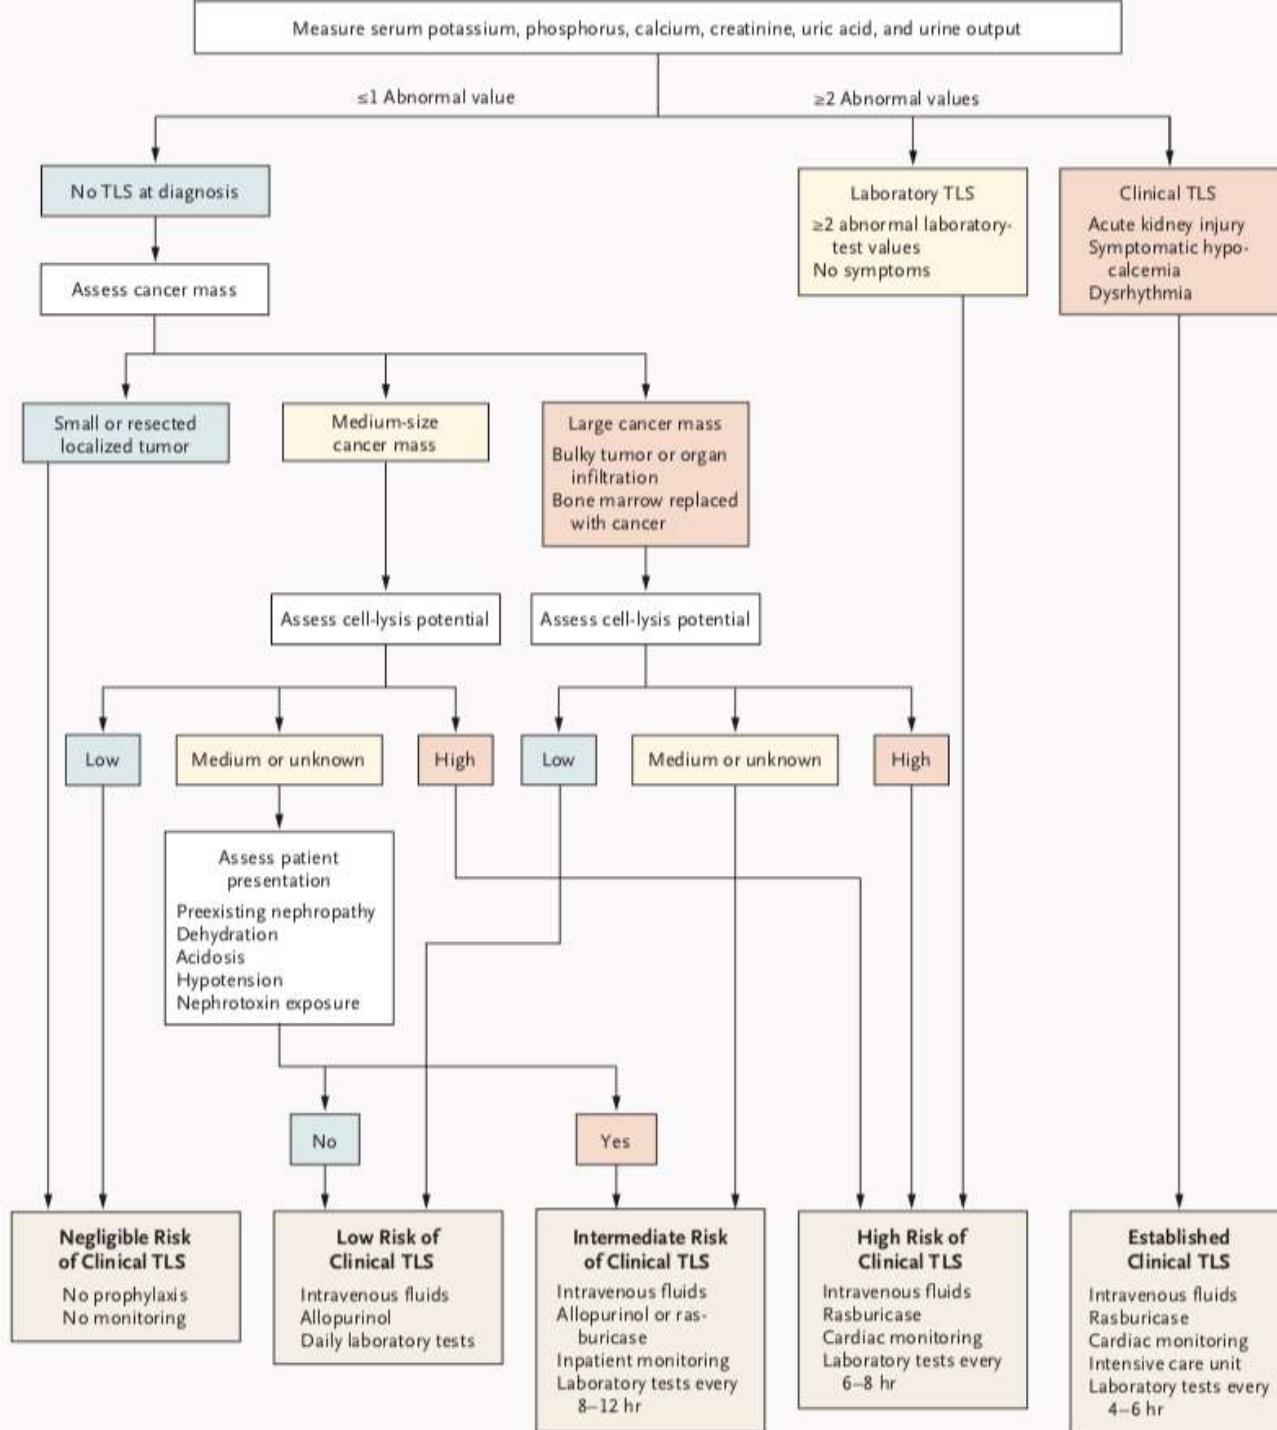 Measure serum potassium, phosphorus, calcium, creatinine, uric acid, and urine output
≤1 Abnormal value
≥2 Abnormal values
No TLS at diagnosis
Laboratory TLS
≥2 abnormal laboratory-
test values
No symptoms
Clinical TLS
Acute kidney injury
Symptomatic hypo-
calcemia
Dysrhythmia
Assess cancer mass
Small or resected
localized tumor
Medium-size
cancer mass
Large cancer mass
Bulky tumor or organ
infiltration
Bone marrow replaced
with cancer
Assess cell-lysis potential
Assess cell-lysis potential
Low
Medium or unknown
High
Low
Medium or unknown
High
Assess patient
presentation
Preexisting nephropathy
Dehydration
Acidosis
Hypotension
Nephrotoxin exposure
No
Yes
Negligible Risk
of Clinical TLS
No prophylaxis
No monitoring
Low Risk of
Clinical TLS
Intravenous fluids
Allopurinol
Daily laboratory tests
Intermediate Risk
of Clinical TLS
Intravenous fluids
Allopurinol or ras-
buricase
Inpatient monitoring
Laboratory tests every
8–12 hr
High Risk of
Clinical TLS
Intravenous fluids
Rasburicase
Cardiac monitoring
Laboratory tests every
6–8 hr
Established
Clinical TLS
Intravenous fluids
Rasburicase
Cardiac monitoring
Intensive care unit
Laboratory tests every
4–6 hr